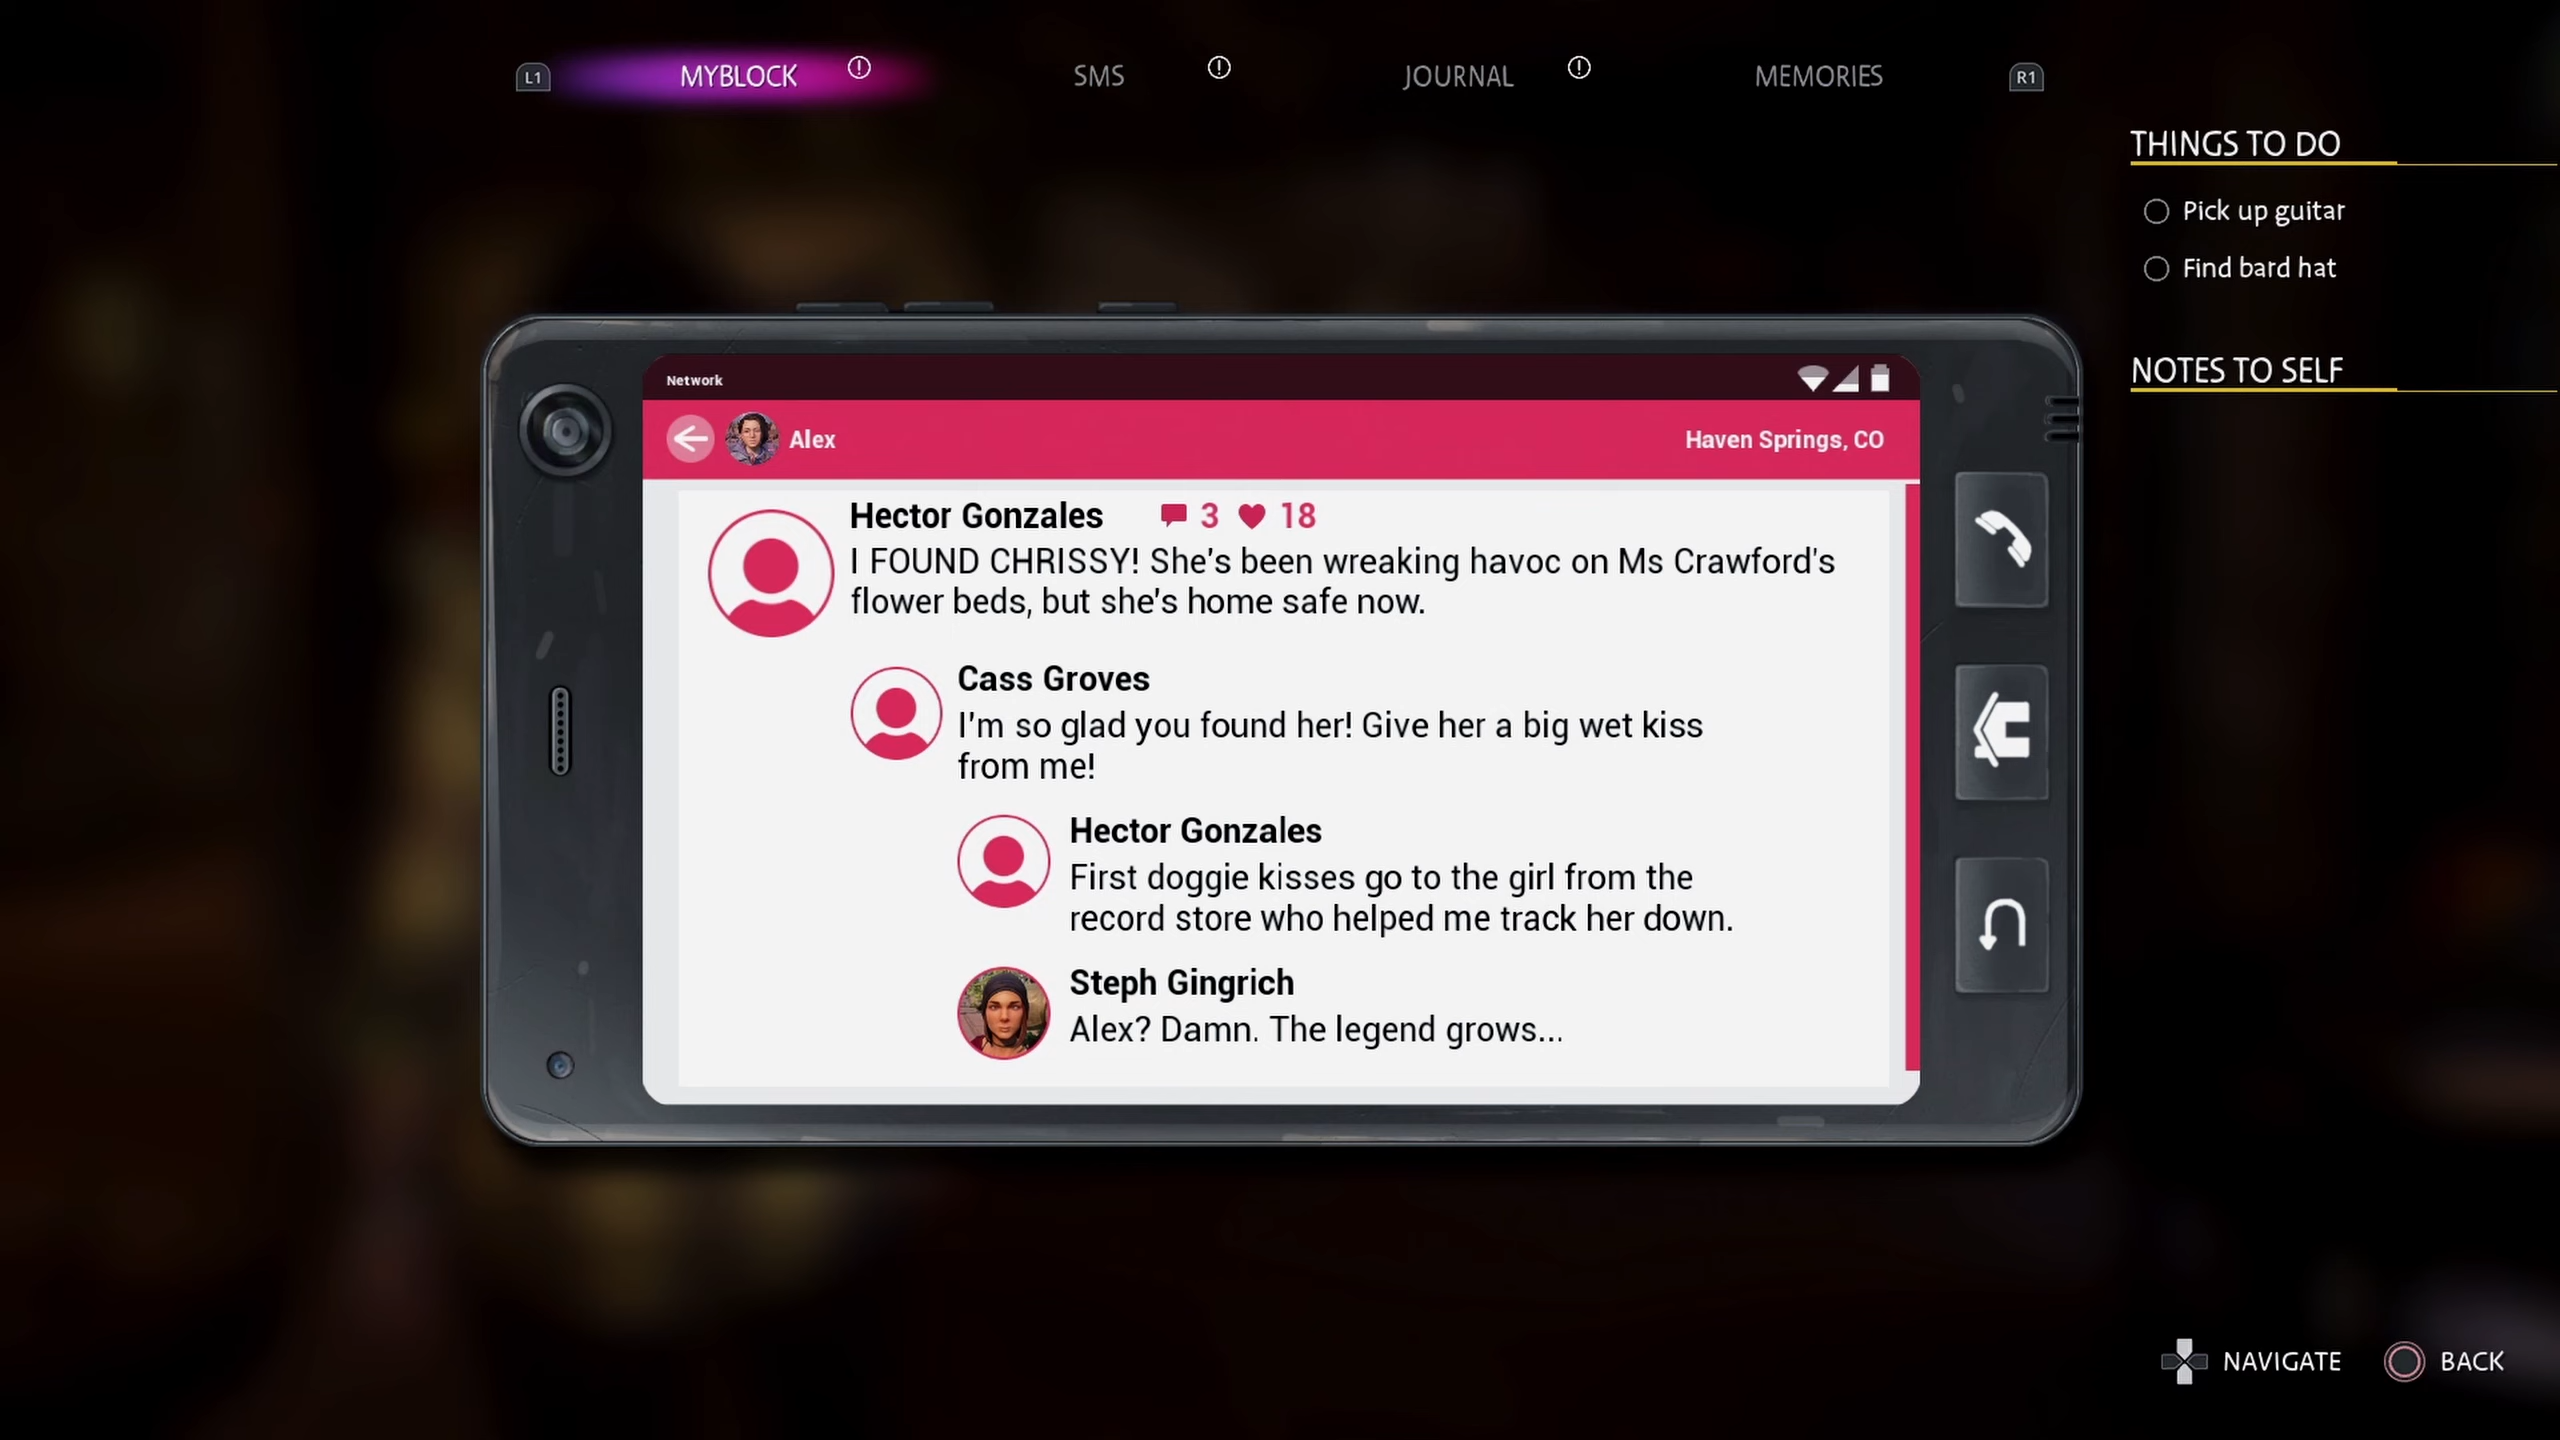 L1
MYBLOCK
SMS
JOURNAL
MEMORIES
R1
THINGS TO DO
Pick up guitar
Find bard hat
NOTES TO SELF
Network
Alex
Haven Springs, CO
Hector Gonzales 3 18
I FOUND CHRISSY! She's been wreaking havoc on Ms Crawford's
flower beds, but she's home safe now.
Cass Groves
I'm so glad you found her! Give her a big wet kiss
from me!
Hector Gonzales
First doggie kisses go to the girl from the
record store who helped me track her down.
Steph Gingrich
Alex? Damn. The legend grows...
NAVIGATE
BACK